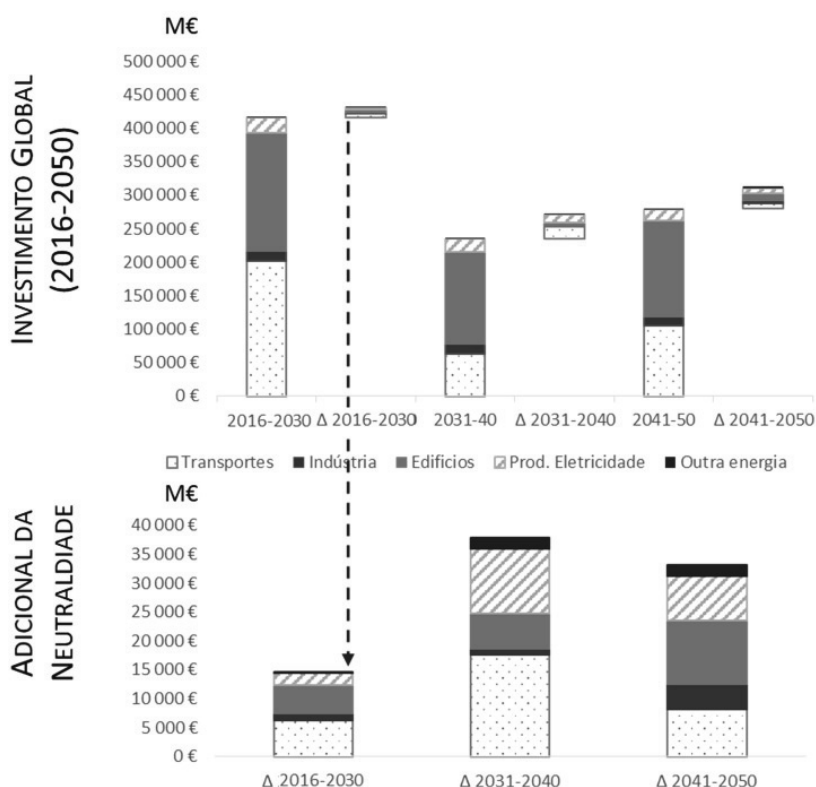 M€
INVESTIMENTO GLOBAL
(2016-2050)
500 000 €
450 000 €
400 000 €
350 000 €
300 000 €
250 000 €
200 000 €
150 000 €
100 000 €
50 000 €
0 €
2016-2030 Δ 2016-2030 2031-40 Δ 2031-2040 2041-50 Δ 2041-2050
Transportes Indústria Edificios Prod. Eletricidade Outra energia
M€
ADICIONAL DA
NEUTRALDIADE
40 000 €
35 000 €
30 000 €
25 000 €
20 000 €
15 000 €
10 000 €
5 000 €
0 €
Δ 2016-2030 Δ 2031-2040 Δ 2041-2050